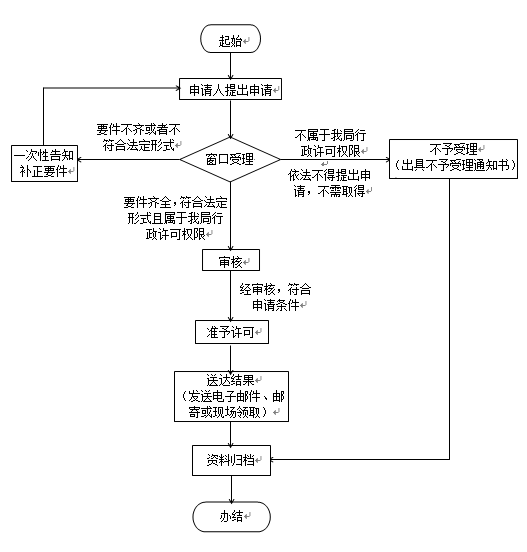 起始
申请人提出申请
要件不齐或者不
符合法定形式
不属于我局行
政许可权限
一次性告知
补正要件
窗口受理
依法不得提出申
请，不需取得
不予受理
（出具不予受理通知书）
要件齐全，符合法定
形式且属于我局行
政许可权限
审核
经审核，符合
申请条件
准予许可
送达结果
（发送电子邮件、邮
寄或现场领取）
资料归档
办结